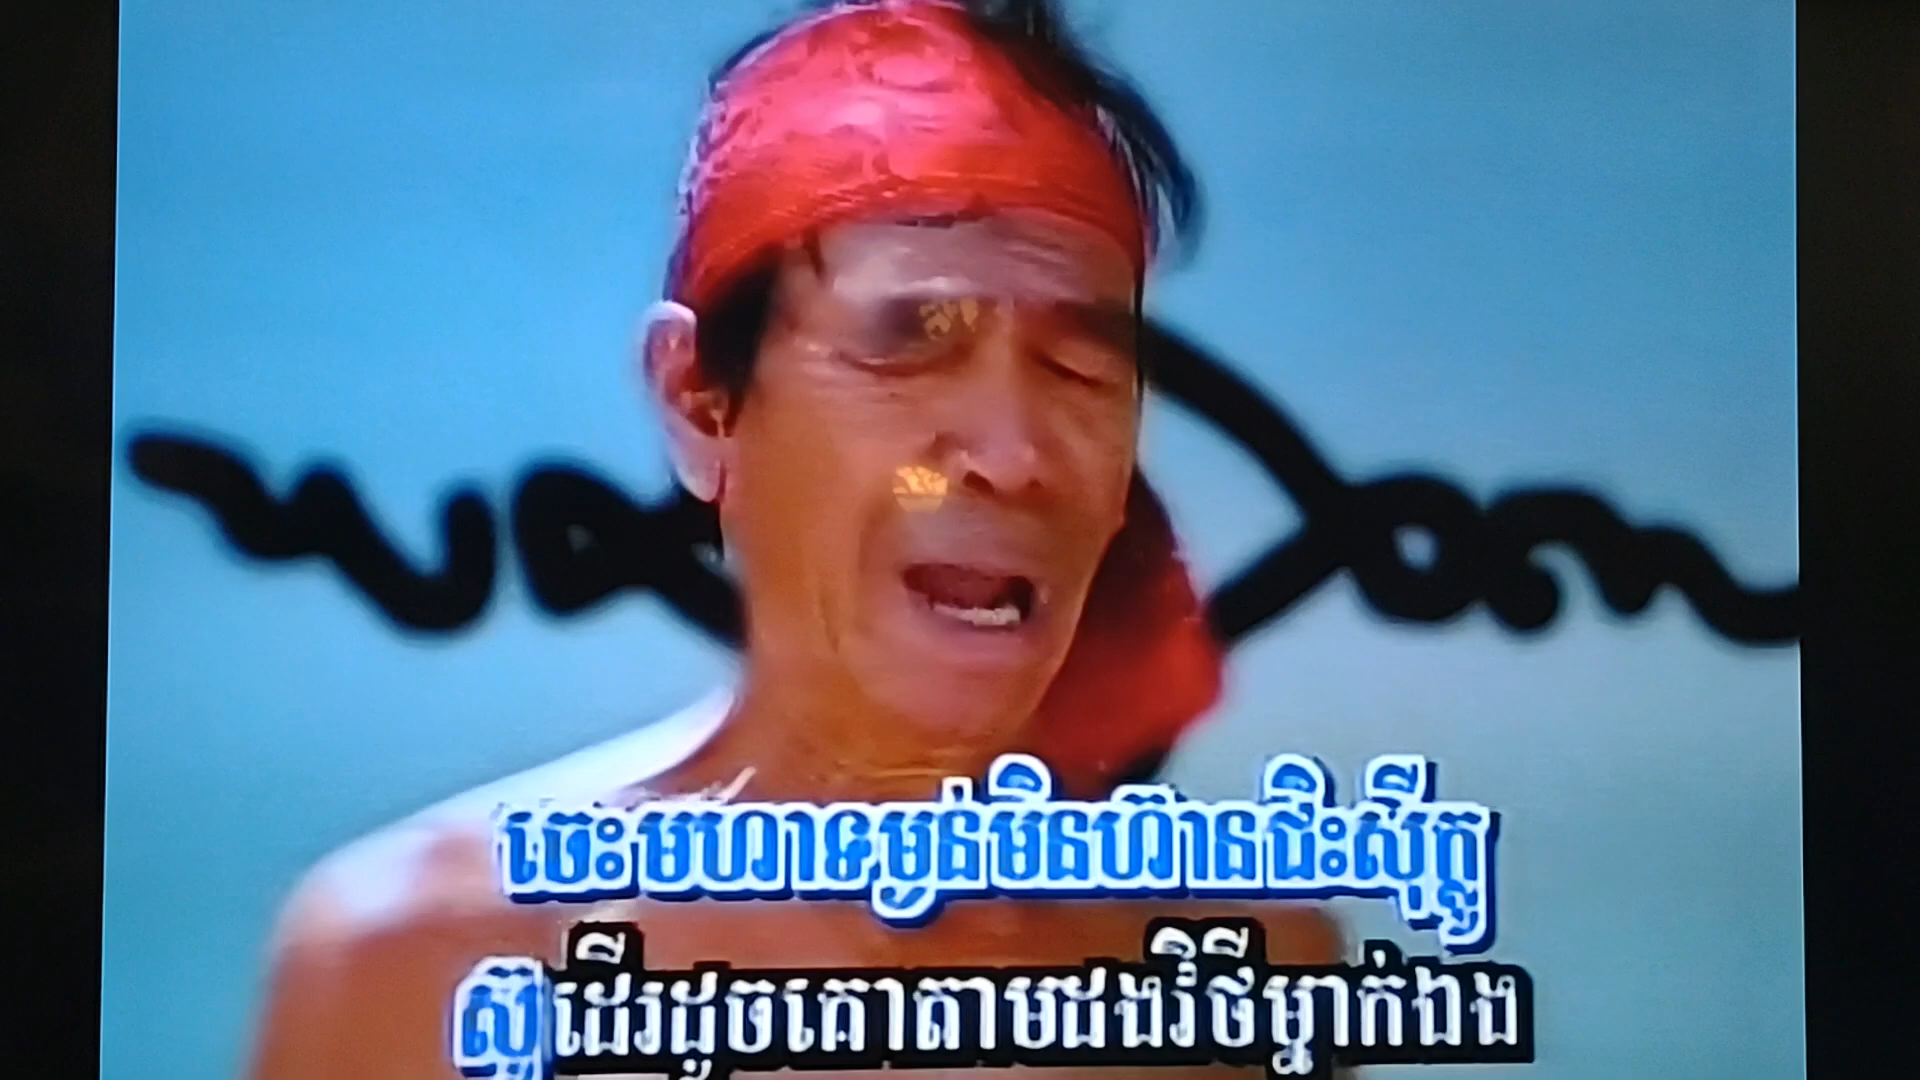 ចេះមហាទម្ងន់មិនហ៊ានជិះស៊ីក្លូ
ស៊ូដើរដូចគោតាមដងវិថីម្នាក់ឯង